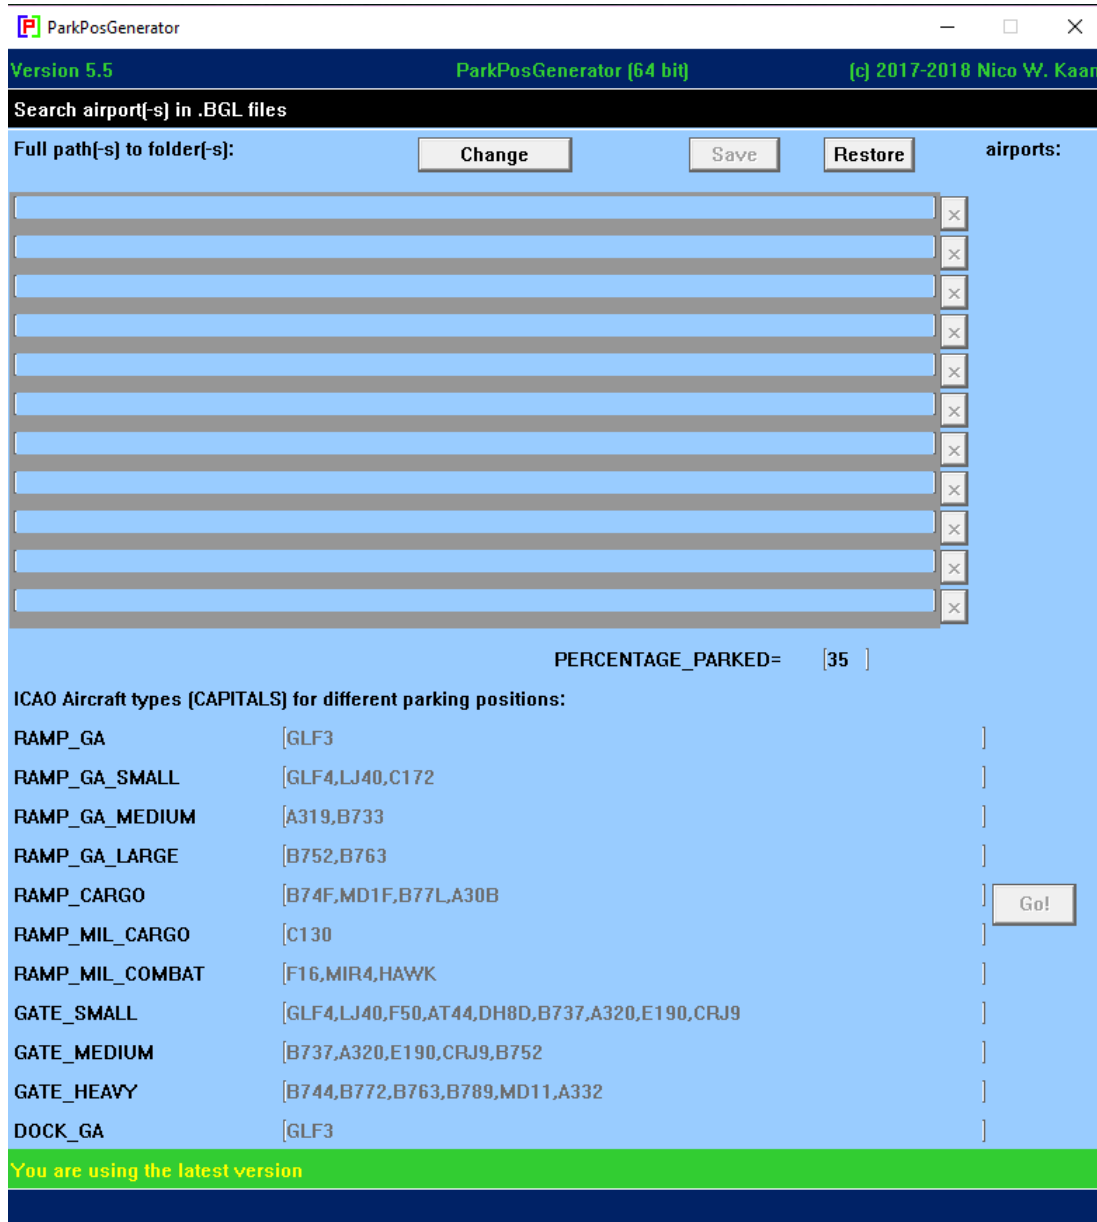 P ParkPosGenerator
Version 5.5 ParkPosGenerator (64 bit) (c) 2017-2018 Nico W. Kaan
Search airport(-s) in .BGL files
Full path(-s) to folder(-s): Change Save Restore airports:
PERCENTAGE_PARKED= [35 ]
ICAO Aircraft types (CAPITALS) for different parking positions:
RAMP_GA [GLF3 ]
RAMP_GA_SMALL [GLF4,LJ40,C172 ]
RAMP_GA_MEDIUM [A319,B733 ]
RAMP_GA_LARGE [B752,B763 ]
RAMP_CARGO [B74F,MD1F,B77L,A30B ] Go!
RAMP_MIL_CARGO [C130 ]
RAMP_MIL_COMBAT [F16,MIR4,HAWK ]
GATE_SMALL [GLF4,LJ40,F50,AT44,DH8D,B737,A320,E190,CRJ9 ]
GATE_MEDIUM [B737,A320,E190,CRJ9,B752 ]
GATE_HEAVY [B744,B772,B763,B789,MD11,A332 ]
DOCK_GA [GLF3 ]
You are using the latest version